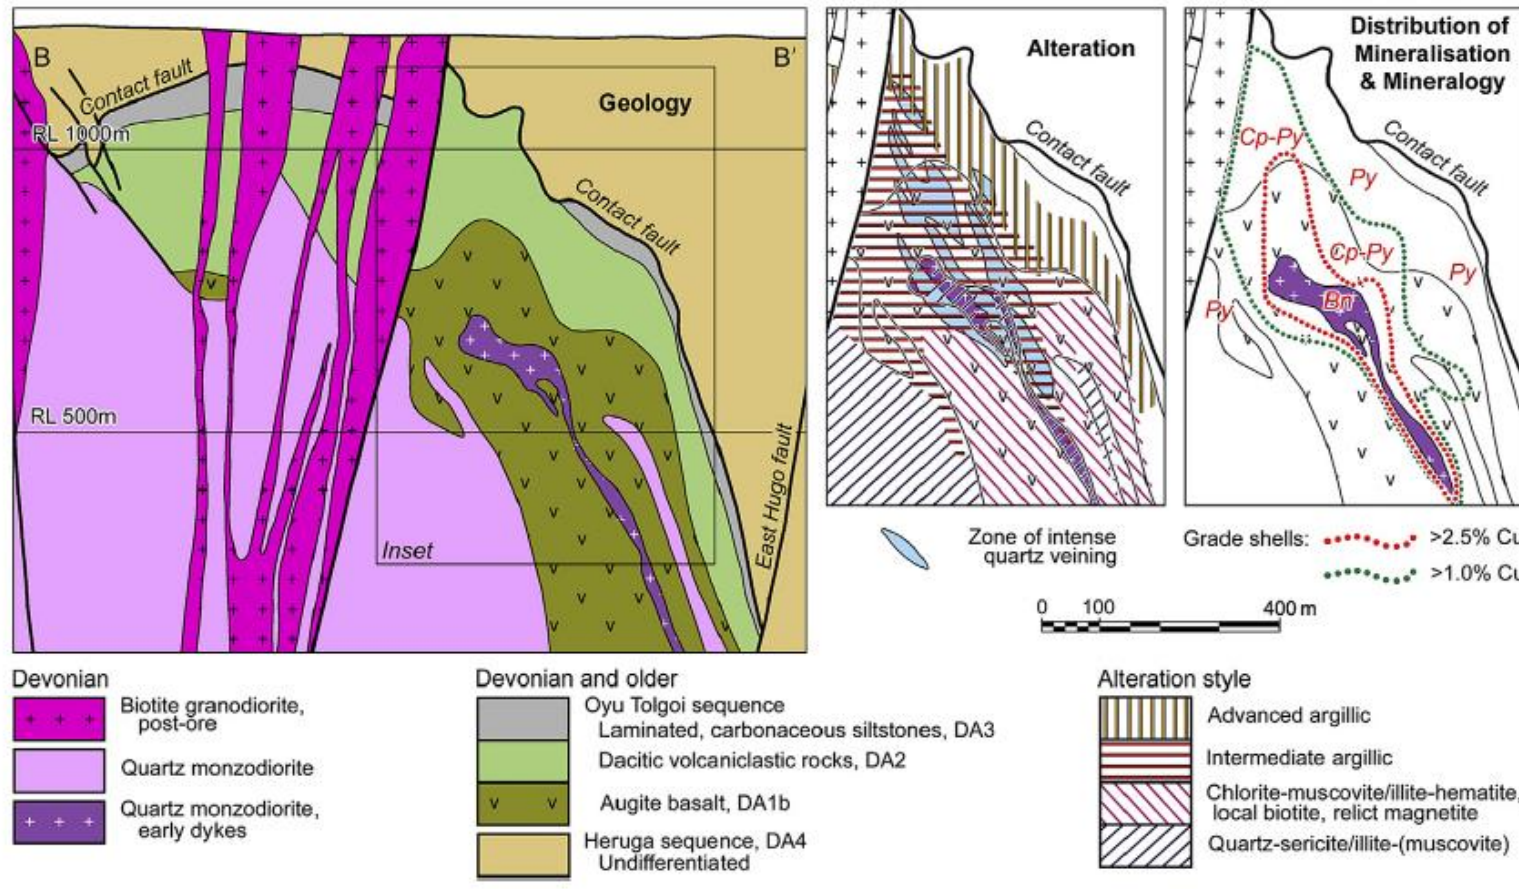 B
B'
Contact fault
Geology
RL 1000m
Contact fault
RL 500m
Inset
East Hugo fault
Alteration
Contact fault
Distribution of
Mineralisation
& Mineralogy
Cp-Py
Contact fault
Py
Cp-Py
Py
Bn
Py
Zone of intense
quartz veining
Grade shells:
>2.5% Cu
>1.0% Cu
0 100 400 m
Devonian
Biotite granodiorite,
post-ore
Quartz monzodiorite
Quartz monzodiorite,
early dykes
Devonian and older
Oyu Tolgoi sequence
Laminated, carbonaceous siltstones, DA3
Dacitic volcaniclastic rocks, DA2
Augite basalt, DA1b
Heruga sequence, DA4
Undifferentiated
Alteration style
Advanced argillic
Intermediate argillic
Chlorite-muscovite/illite-hematite,
local biotite, relict magnetite
Quartz-sericite/illite-(muscovite)